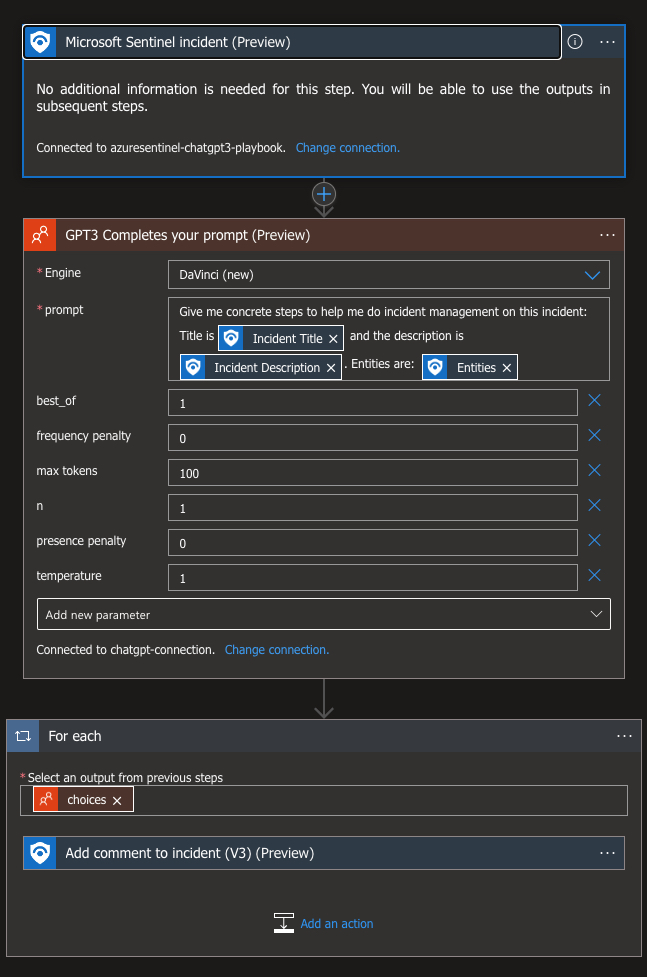 Microsoft Sentinel incident (Preview)
No additional information is needed for this step. You will be able to use the outputs in
subsequent steps.
Connected to azuresentinel-chatgpt3-playbook. Change connection.
GPT3 Completes your prompt (Preview)
* Engine
DaVinci (new)
* prompt
Give me concrete steps to help me do incident management on this incident:
Title is Incident Title × and the description is
Incident Description × . Entities are: Entities ×
best_of
1
frequency penalty
0
max tokens
100
n
1
presence penalty
0
temperature
1
Add new parameter
Connected to chatgpt-connection. Change connection.
For each
* Select an output from previous steps
choices ×
Add comment to incident (V3) (Preview)
Add an action